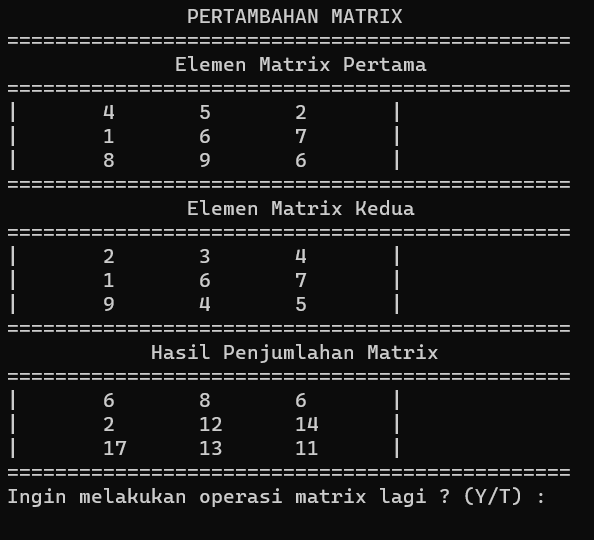 PERTAMBAHAN MATRIX
===============================================
Elemen Matrix Pertama
===============================================
|       4       5       2       |
|       1       6       7       |
|       8       9       6       |
===============================================
Elemen Matrix Kedua
===============================================
|       2       3       4       |
|       1       6       7       |
|       9       4       5       |
===============================================
Hasil Penjumlahan Matrix
===============================================
|       6       8       6       |
|       2       12      14      |
|       17      13      11      |
===============================================
Ingin melakukan operasi matrix lagi ? (Y/T) :